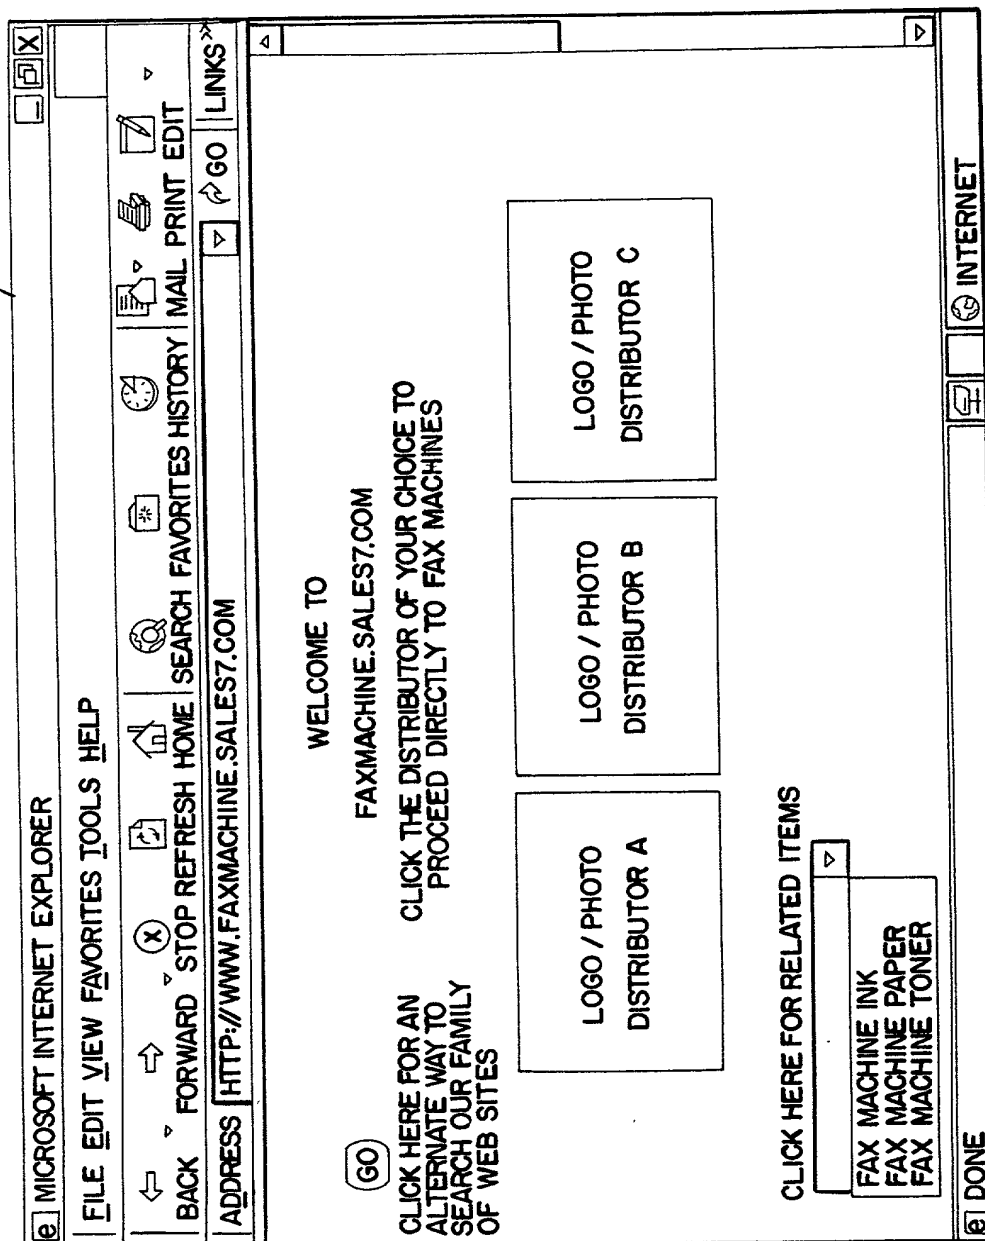 MICROSOFT INTERNET EXPLORER
FILE EDIT VIEW FAVORITES TOOLS HELP
BACK FORWARD STOP REFRESH HOME SEARCH FAVORITES HISTORY MAIL PRINT EDIT
ADDRESS HTTP://WWW.FAXMACHINE.SALES7.COM GO LINKS »
WELCOME TO
FAXMACHINE.SALES7.COM
GO
CLICK HERE FOR AN
ALTERNATE WAY TO
SEARCH OUR FAMILY
OF WEB SITES
CLICK THE DISTRIBUTOR OF YOUR CHOICE TO
PROCEED DIRECTLY TO FAX MACHINES
LOGO / PHOTO
DISTRIBUTOR A
LOGO / PHOTO
DISTRIBUTOR B
LOGO / PHOTO
DISTRIBUTOR C
CLICK HERE FOR RELATED ITEMS
FAX MACHINE INK
FAX MACHINE PAPER
FAX MACHINE TONER
DONE
INTERNET